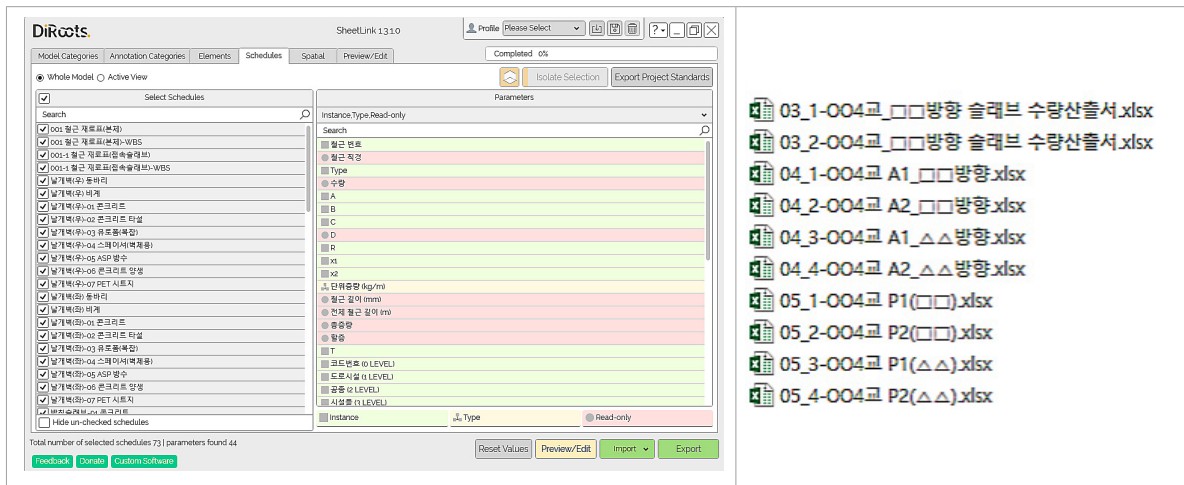 DiRoots.
SheetLink 1.3.1.0
Profile Please Select
Model Categories Annotation Categories Elements Schedules Spatial Preview/Edit
Completed 0%
Whole Model Active View
Isolate Selection Export Project Standards
Select Schedules
Search
001 철근 재료표(본체)
001 철근 재료표(본체)-WBS
001-1 철근 재료표(접속슬래브)
001-1 철근 재료표(접속슬래브)-WBS
날개벽(우) 동바리
날개벽(우) 비계
날개벽(우)-01 콘크리트
날개벽(우)-02 콘크리트 타설
날개벽(우)-03 유로폼(복잡)
날개벽(우)-04 스페이셔(벽체용)
날개벽(우)-05 ASP 방수
날개벽(우)-06 콘크리트 양생
날개벽(우)-07 PET 시트지
날개벽(좌) 동바리
날개벽(좌) 비계
날개벽(좌)-01 콘크리트
날개벽(좌)-02 콘크리트 타설
날개벽(좌)-03 유로폼(복잡)
날개벽(좌)-04 스페이셔(벽체용)
날개벽(좌)-05 ASP 방수
날개벽(좌)-06 콘크리트 양생
날개벽(좌)-07 PET 시트지
Hide un-checked schedules
Parameters
Instance,Type,Read-only
Search
철근 번호
철근 직경
Type
수량
A
B
C
D
R
x1
x2
단위중량 (kg/m)
철근 길이 (mm)
전체 철근 길이 (m)
총중량
할증
T
코드번호 (0 LEVEL)
도로시설 (1 LEVEL)
공종 (2 LEVEL)
시설물 (3 LEVEL)
Instance Type Read-only
Total number of selected schedules 73 | parameters found 44
Reset Values Preview/Edit Import Export
Feedback Donate Custom Software
03_1-OO4교_□□방향 슬래브 수량산출서.xlsx
03_2-OO4교_□□방향 슬래브 수량산출서.xlsx
04_1-OO4교 A1_□□방향.xlsx
04_2-OO4교 A2_□□방향.xlsx
04_3-OO4교 A1_△△방향.xlsx
04_4-OO4교 A2_△△방향.xlsx
05_1-OO4교 P1(□□).xlsx
05_2-OO4교 P2(□□).xlsx
05_3-OO4교 P1(△△).xlsx
05_4-OO4교 P2(△△).xlsx